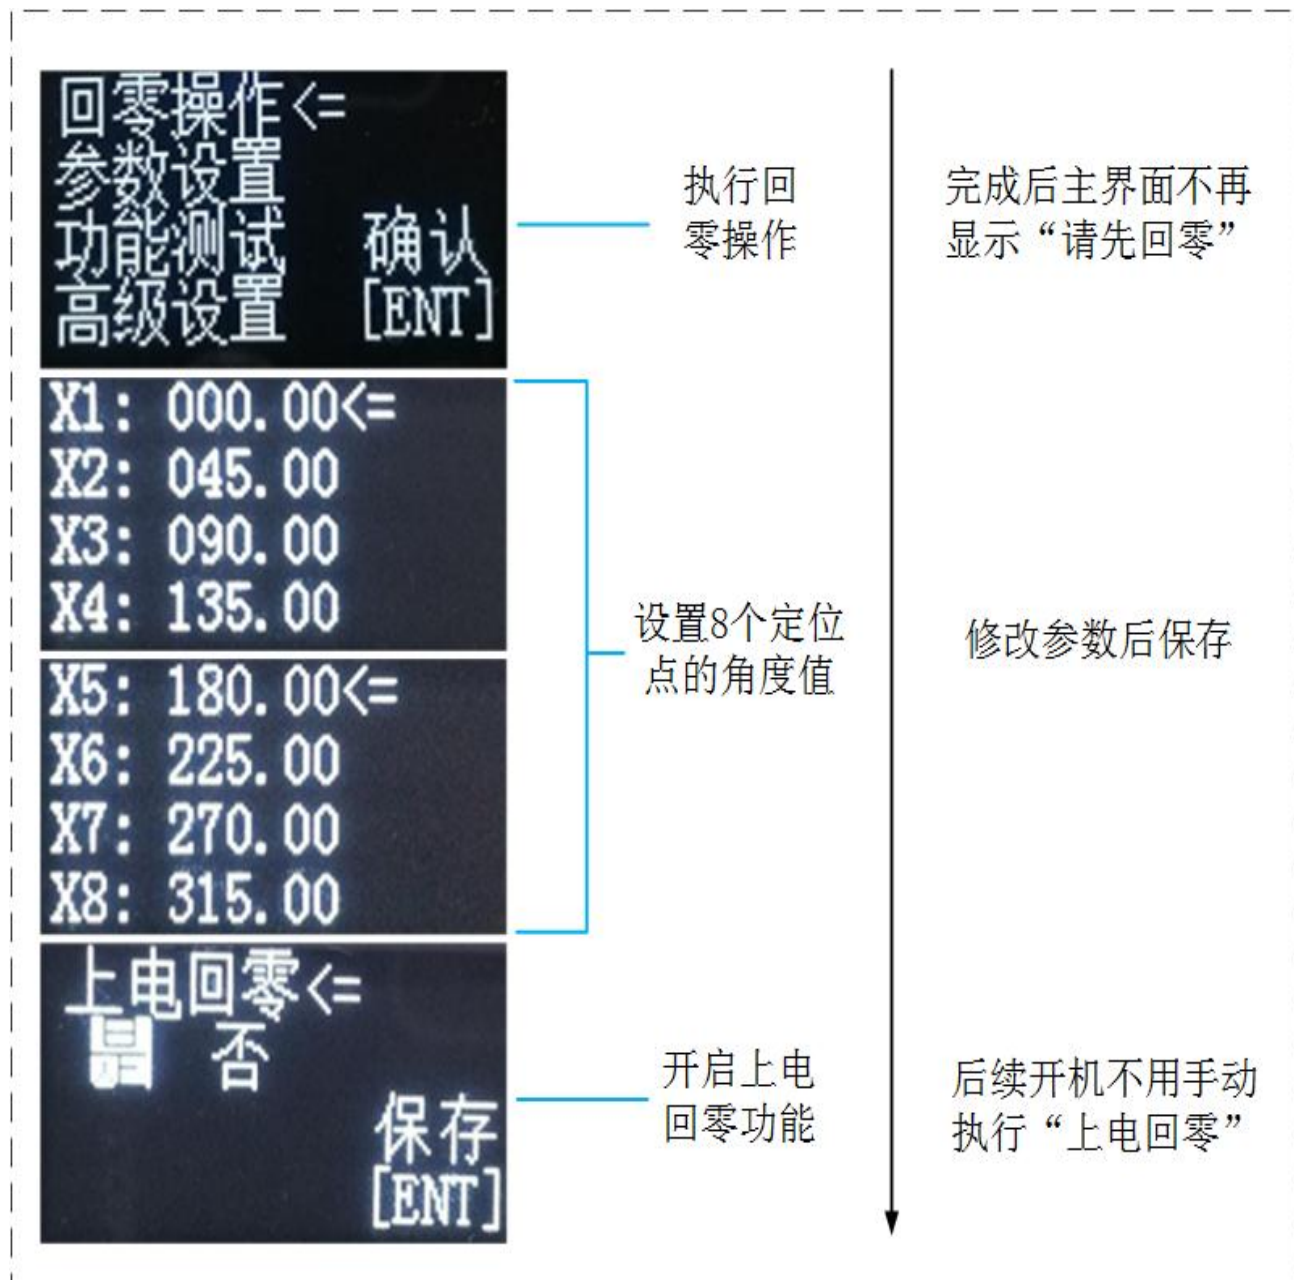 回零操作<=
参数设置
功能测试 确认
高级设置 [ENT]
执行回
零操作
完成后主界面不再
显示“请先回零”
X1: 000.00<=
X2: 045.00
X3: 090.00
X4: 135.00
X5: 180.00<=
X6: 225.00
X7: 270.00
X8: 315.00
设置8个定位
点的角度值
修改参数后保存
上电回零<=
是 否
保存
[ENT]
开启上电
回零功能
后续开机不用手动
执行“上电回零”